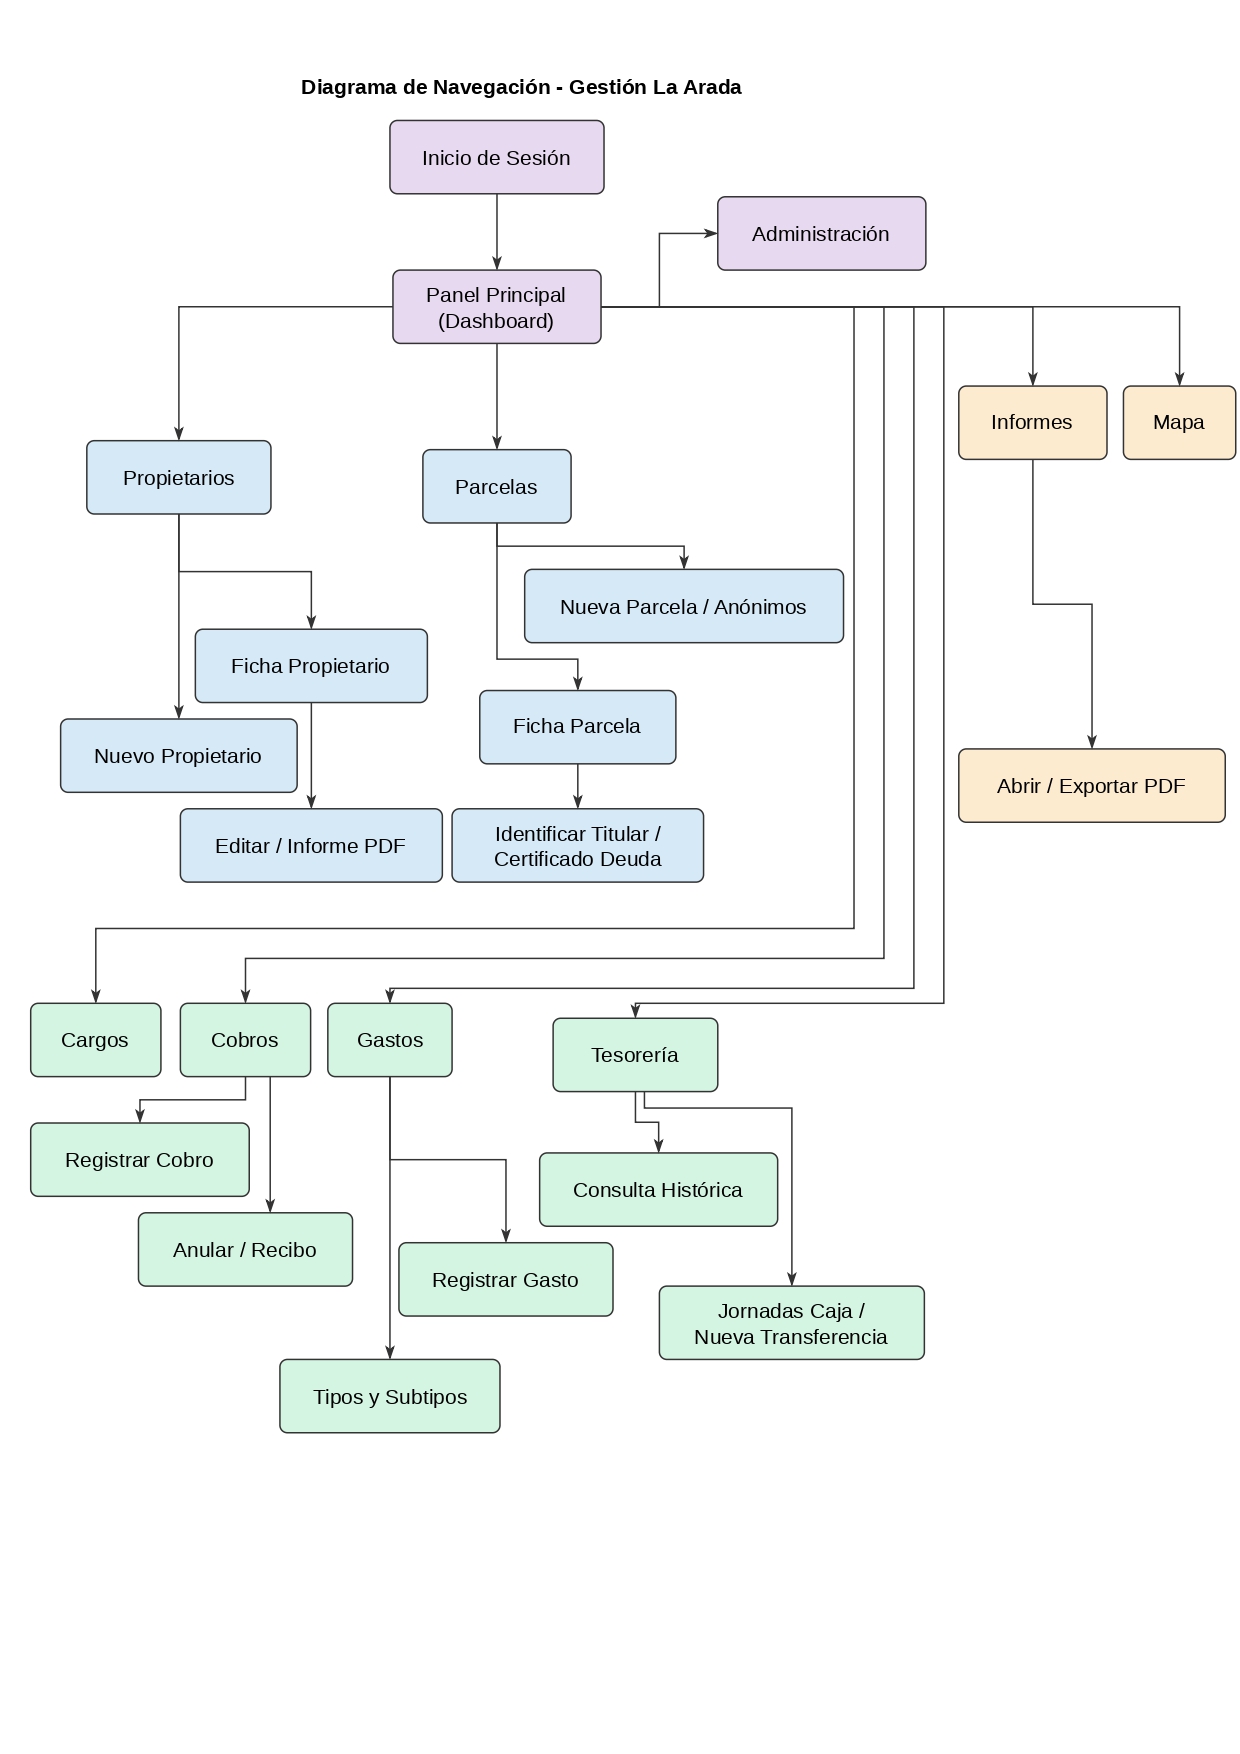 Diagrama de Navegación - Gestión La Arada
Inicio de Sesión
Administración
Panel Principal
(Dashboard)
Informes
Mapa
Propietarios
Parcelas
Nueva Parcela / Anónimos
Ficha Propietario
Ficha Parcela
Nuevo Propietario
Abrir / Exportar PDF
Editar / Informe PDF
Identificar Titular /
Certificado Deuda
Cargos
Cobros
Gastos
Tesorería
Registrar Cobro
Consulta Histórica
Anular / Recibo
Registrar Gasto
Jornadas Caja /
Nueva Transferencia
Tipos y Subtipos